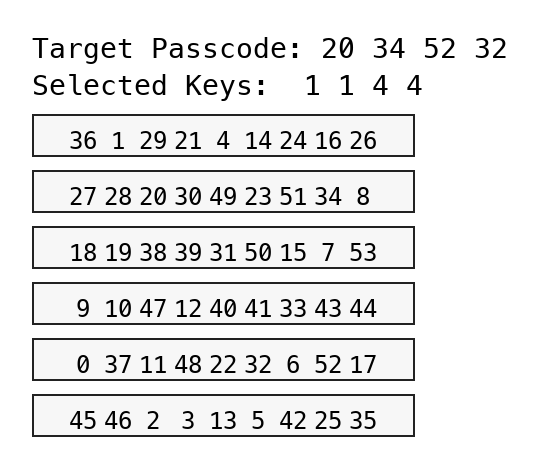 Target Passcode: 20 34 52 32
Selected Keys: 1 1 4 4
36 1 29 21 4 14 24 16 26
27 28 20 30 49 23 51 34 8
18 19 38 39 31 50 15 7 53
9 10 47 12 40 41 33 43 44
0 37 11 48 22 32 6 52 17
45 46 2 3 13 5 42 25 35